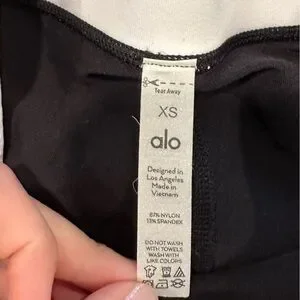 Tear Away
XS
alo
Designed in
Los Angeles
Made in
Vietnam
87% NYLON
13% SPANDEX
DO NOT WASH
WITH TOWELS
WASH WITH
LIKE COLORS